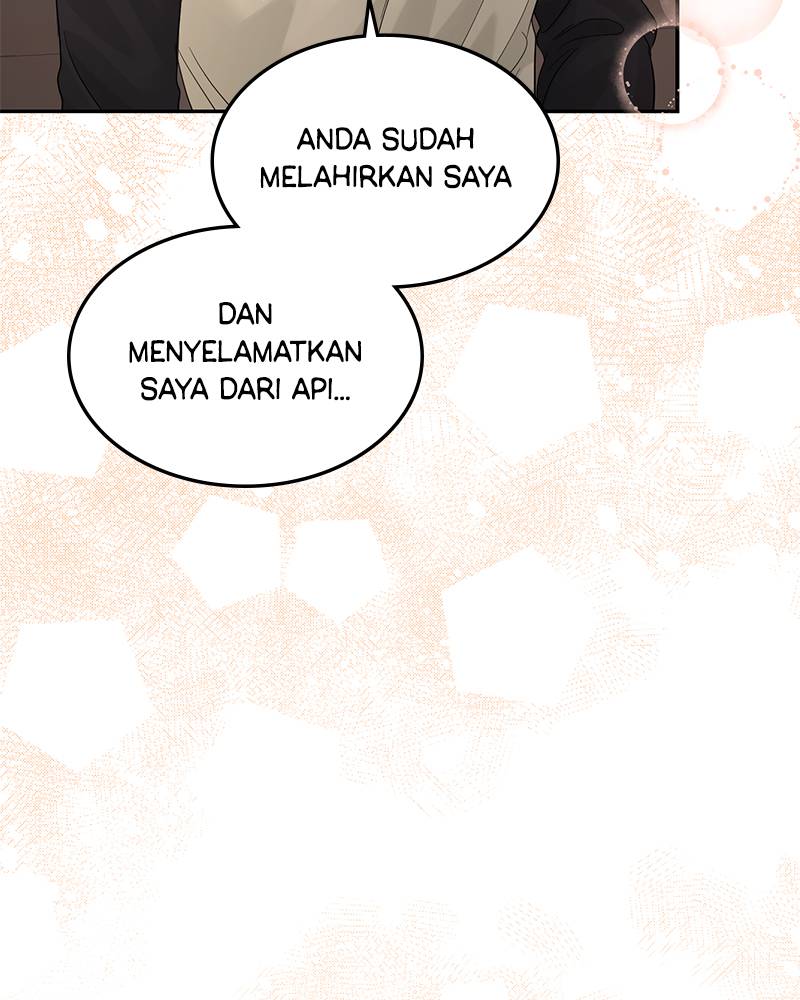 ANDA SUDAH
MELAHIRKAN SAYA
DAN
MENYELAMATKAN
SAYA DARI API...